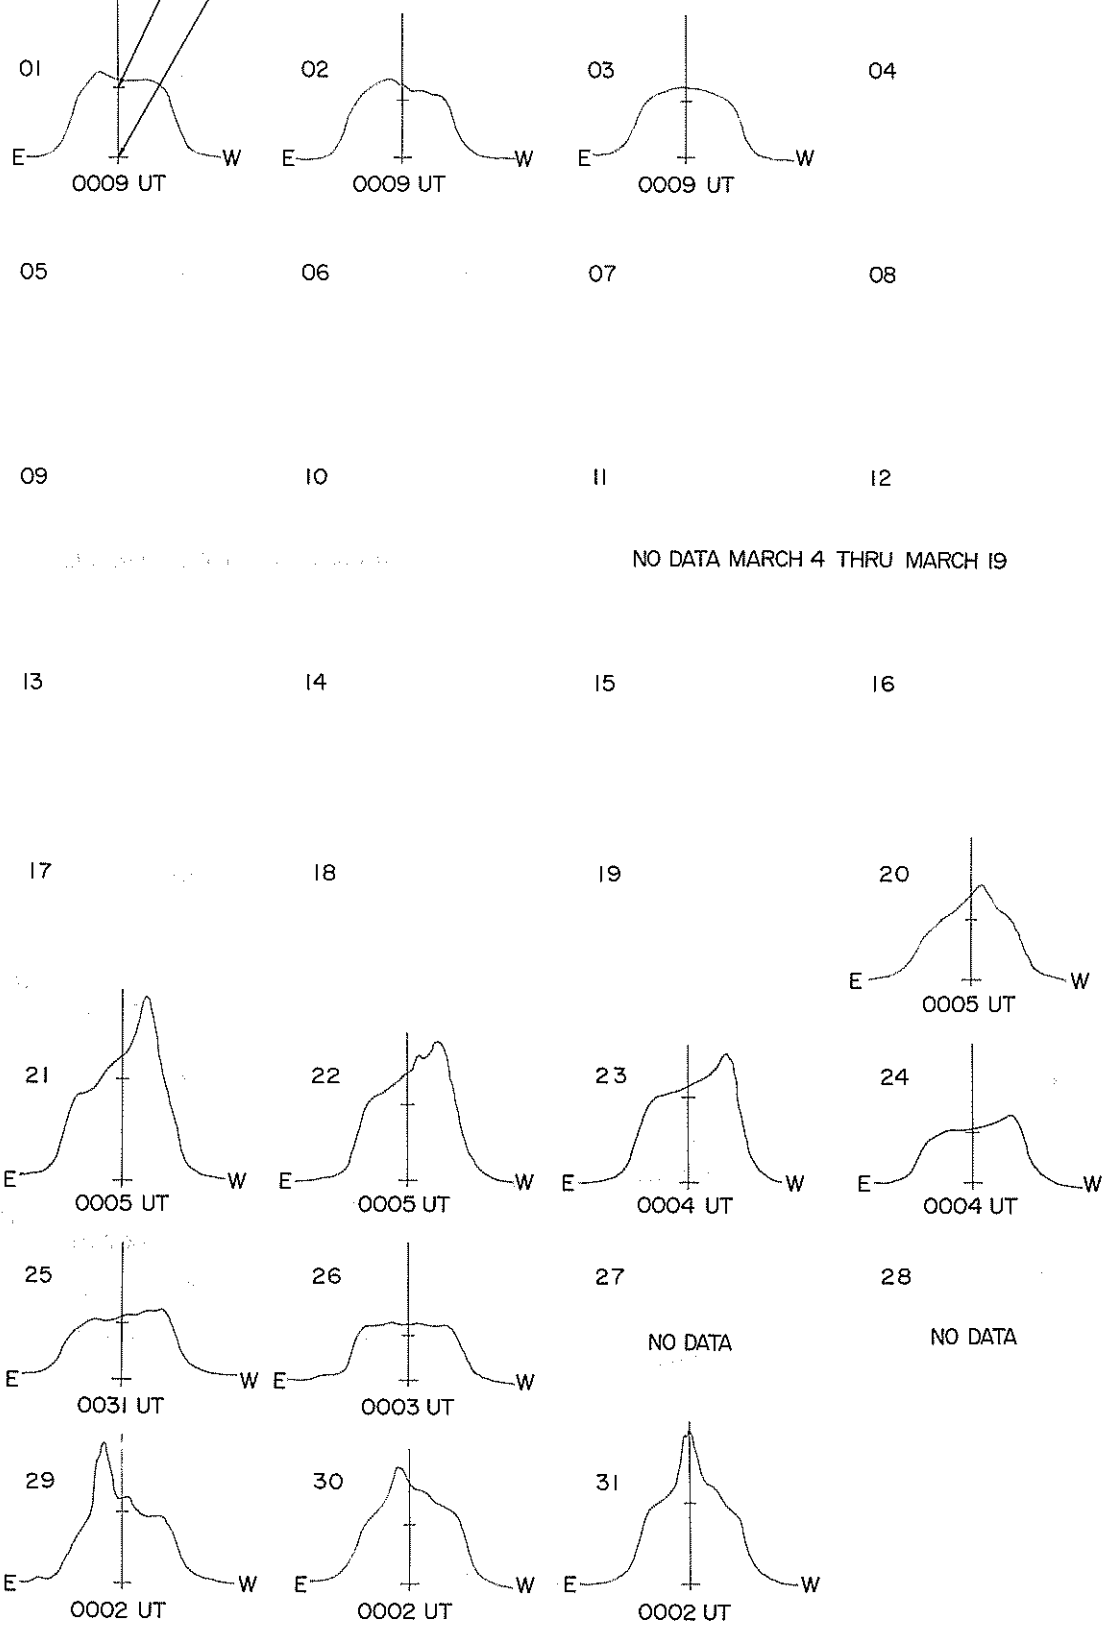 01 02 03 04
E W E W E W
0009 UT 0009 UT 0009 UT
05 06 07 08
09 10 11 12
NO DATA MARCH 4 THRU MARCH 19
13 14 15 16
17 18 19 20
E W
0005 UT
21 22 23 24
E W E W E W E W
0005 UT 0005 UT 0004 UT 0004 UT
25 26 27 28
NO DATA NO DATA
E W E W
0031 UT 0003 UT
29 30 31
E W E W E W
0002 UT 0002 UT 0002 UT